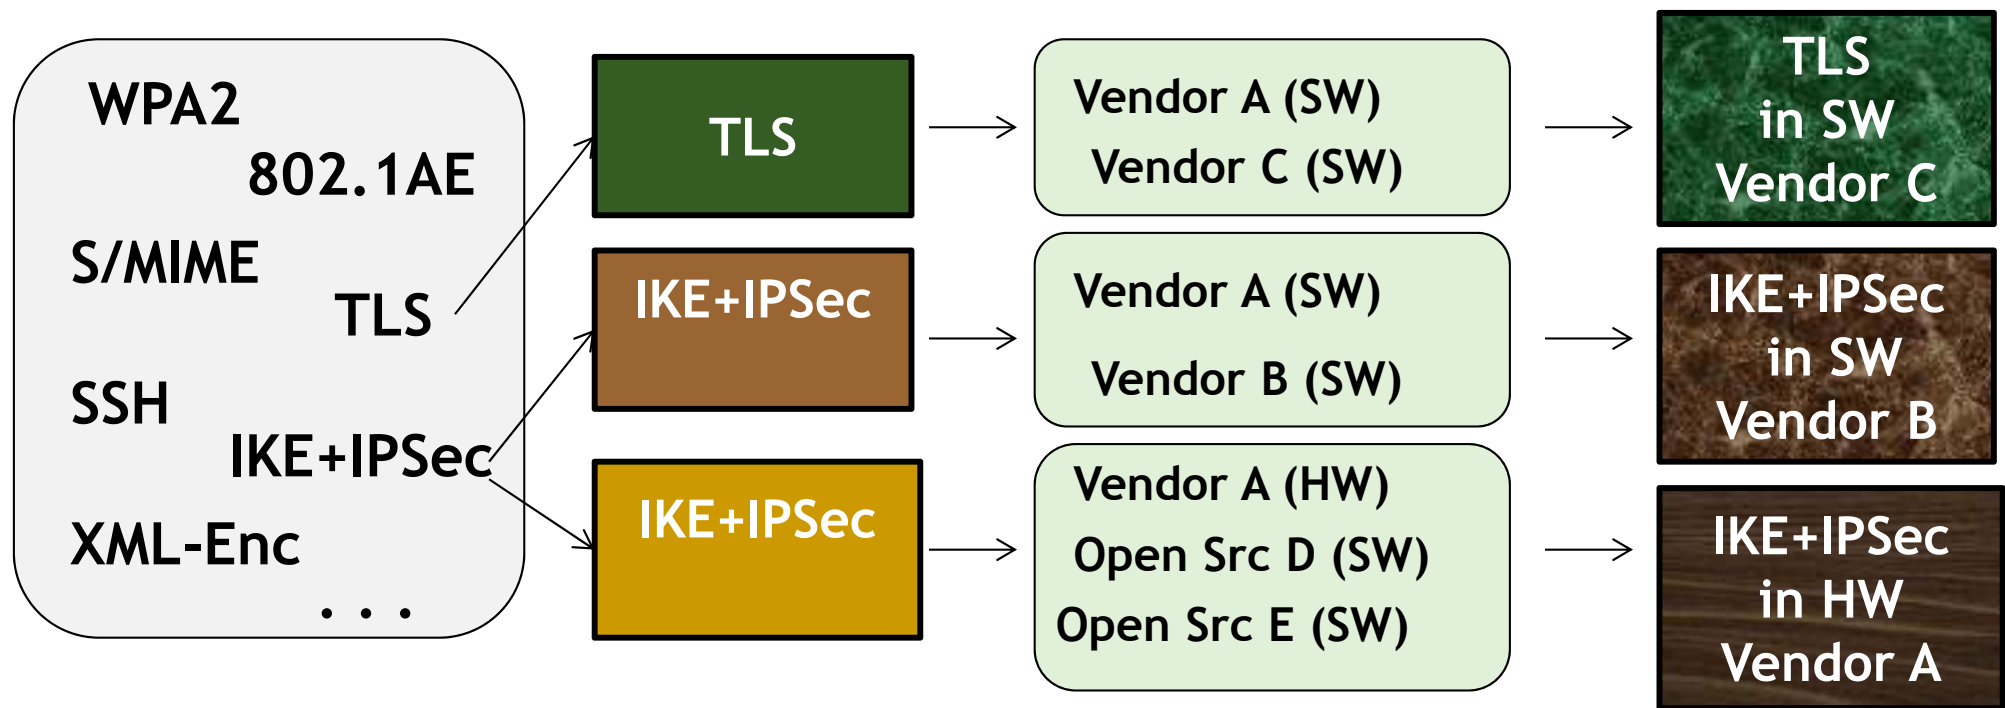 WPA2
802.1AE
S/MIME
TLS
SSH
IKE+IPSec
XML-Enc
. . .
TLS
IKE+IPSec
IKE+IPSec
Vendor A (SW)
Vendor C (SW)
Vendor A (SW)
Vendor B (SW)
Vendor A (HW)
Open Src D (SW)
Open Src E (SW)
TLS
in SW
Vendor C
IKE+IPSec
in SW
Vendor B
IKE+IPSec
in HW
Vendor A